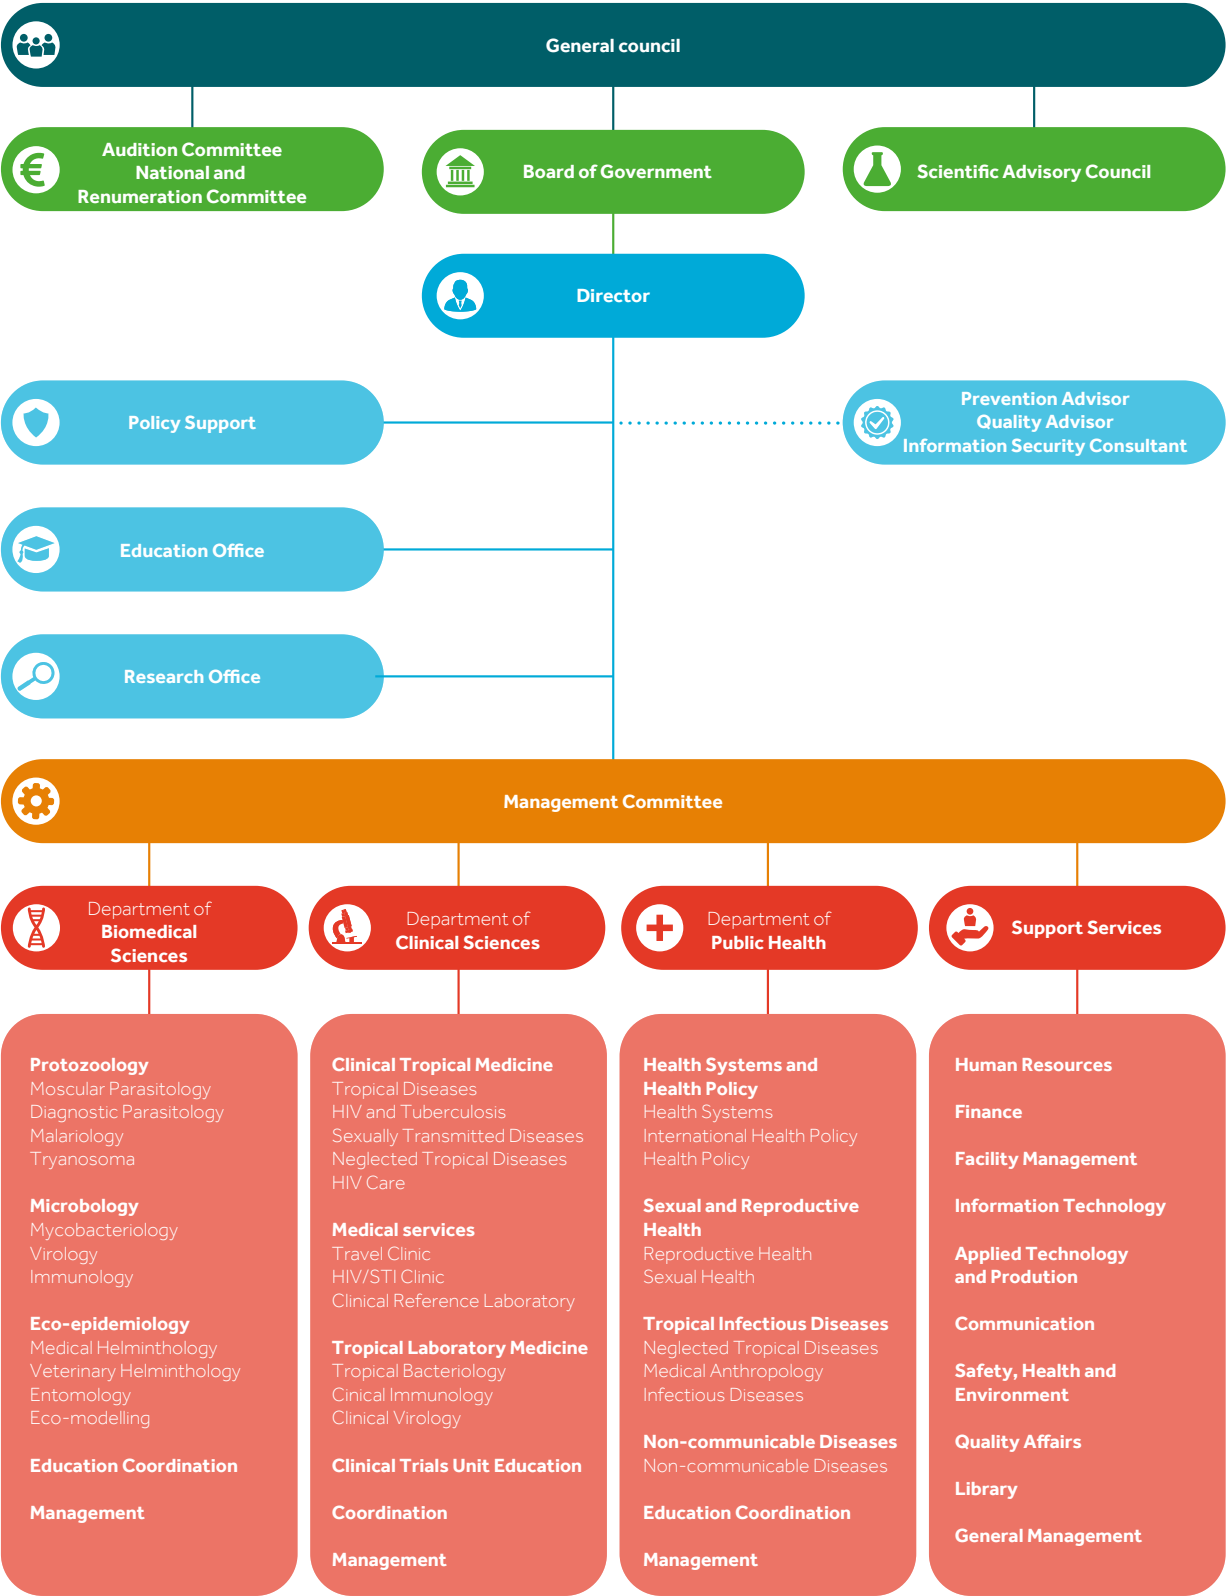 General council
Audition Committee
National and
Renumeration Committee
Board of Government
Scientific Advisory Council
Director
Policy Support
Prevention Advisor
Quality Advisor
Information Security Consultant
Education Office
Research Office
Management Committee
Department of
Biomedical
Sciences
Department of
Clinical Sciences
Department of
Public Health
Support Services
Protozoology
Moscular Parasitology
Diagnostic Parasitology
Malariology
Tryanosoma
Microbology
Mycobacteriology
Virology
Immunology
Eco-epidemiology
Medical Helminthology
Veterinary Helminthology
Entomology
Eco-modelling
Education Coordination
Management
Clinical Tropical Medicine
Tropical Diseases
HIV and Tuberculosis
Sexually Transmitted Diseases
Neglected Tropical Diseases
HIV Care
Medical services
Travel Clinic
HIV/STI Clinic
Clinical Reference Laboratory
Tropical Laboratory Medicine
Tropical Bacteriology
Cinical Immunology
Clinical Virology
Clinical Trials Unit Education
Coordination
Management
Health Systems and
Health Policy
Health Systems
International Health Policy
Health Policy
Sexual and Reproductive
Health
Reproductive Health
Sexual Health
Tropical Infectious Diseases
Neglected Tropical Diseases
Medical Anthropology
Infectious Diseases
Non-communicable Diseases
Non-communicable Diseases
Education Coordination
Management
Human Resources
Finance
Facility Management
Information Technology
Applied Technology
and Prodution
Communication
Safety, Health and
Environment
Quality Affairs
Library
General Management